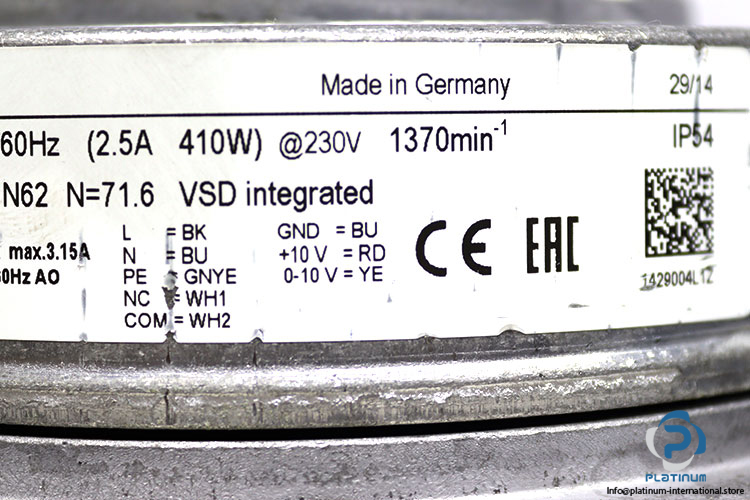 Made in Germany 29/14
60Hz (2.5A 410W) @230V 1370min-1 IP54
N62 N=71.6 VSD integrated
max.3.15A
60Hz AO
L = BK
N = BU
PE = GNYE
NC = WH1
COM = WH2
GND = BU
+10 V = RD
0-10 V = YE
CE EAC
1429004L12
PLATINUM
Info@platinum-international.store